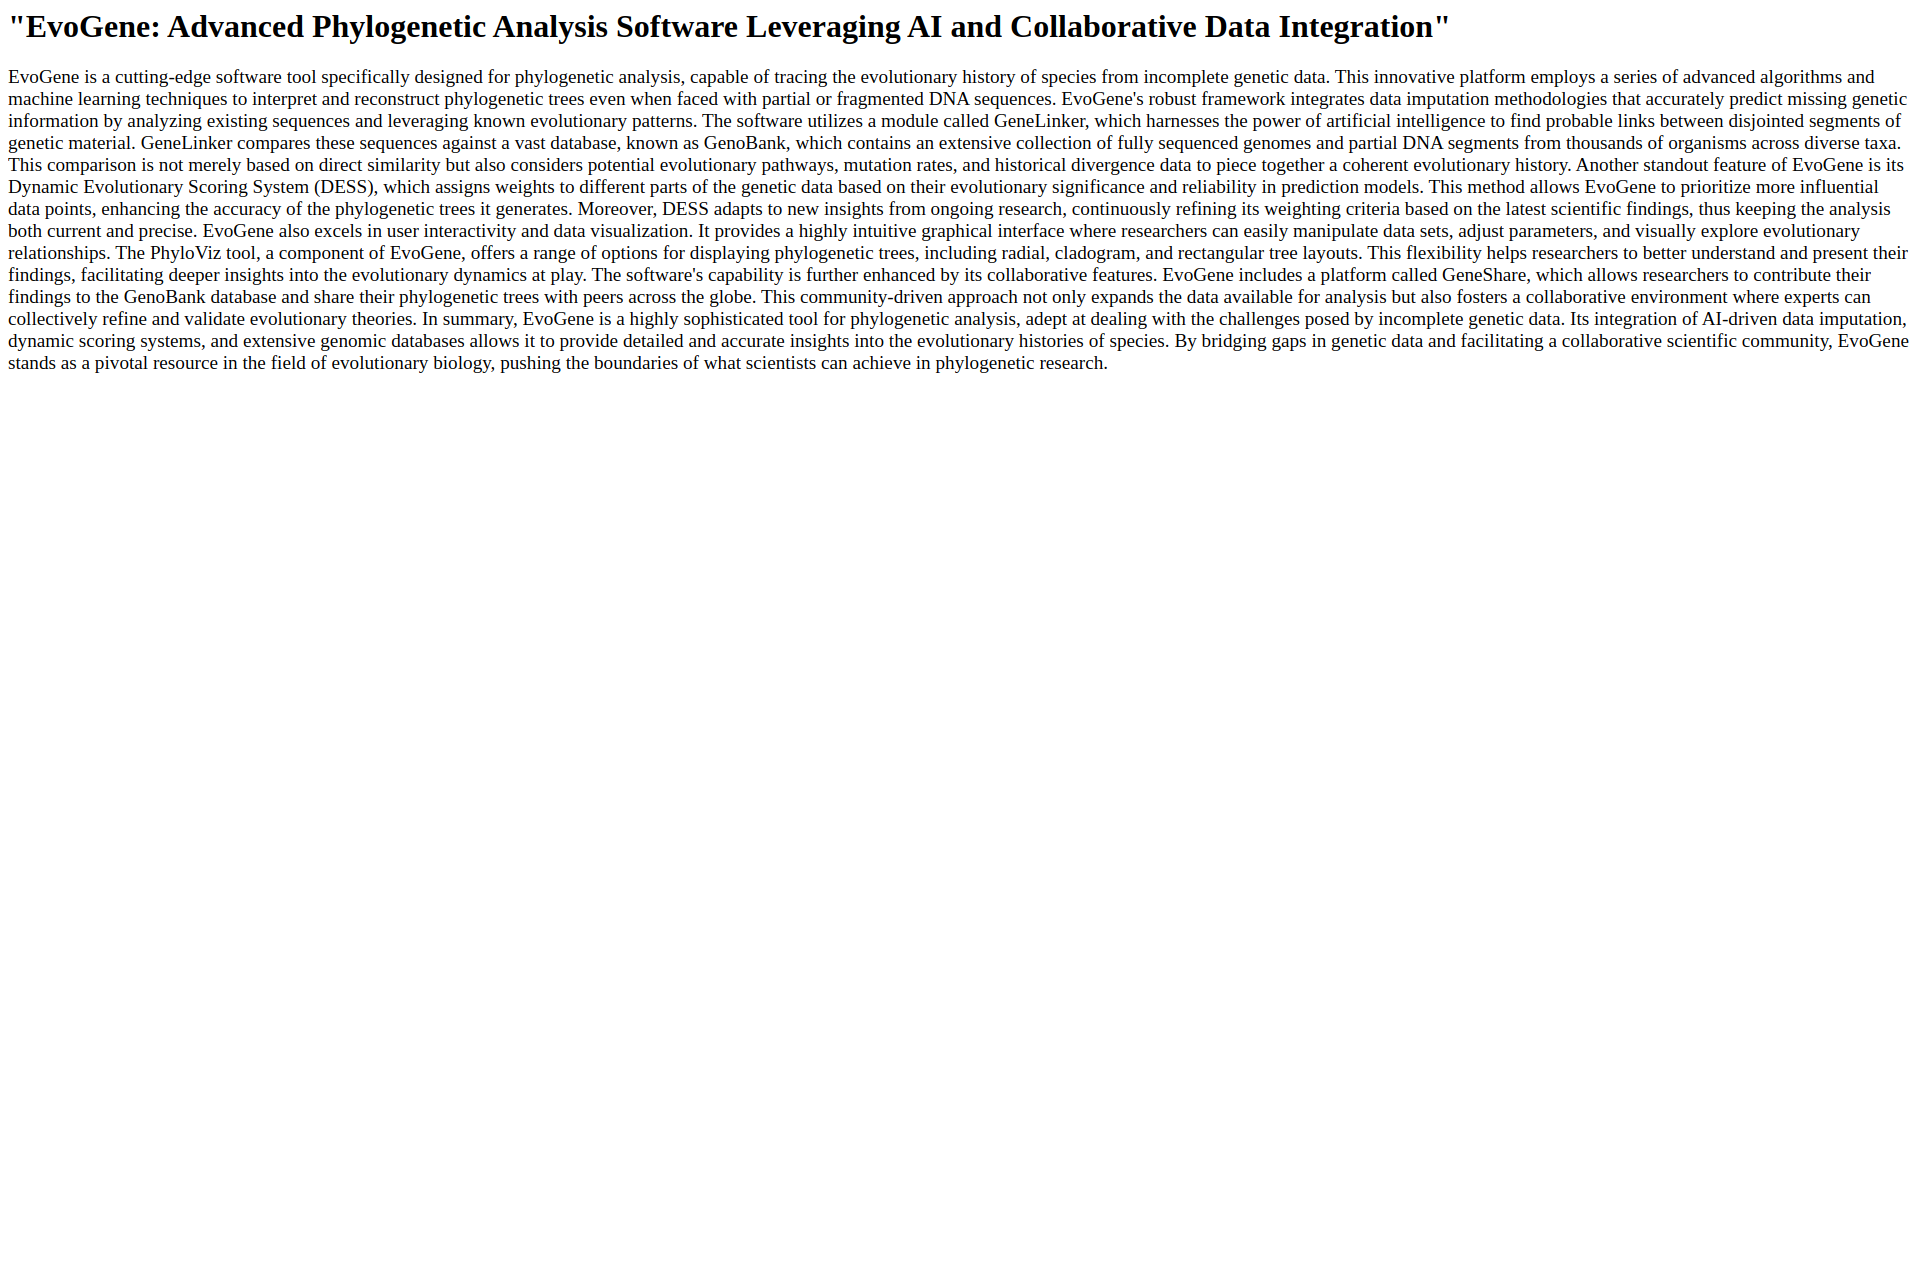 "EvoGene: Advanced Phylogenetic Analysis Software Leveraging AI and Collaborative Data Integration"
EvoGene is a cutting-edge software tool specifically designed for phylogenetic analysis, capable of tracing the evolutionary history of species from incomplete genetic data. This innovative platform employs a series of advanced algorithms and
machine learning techniques to interpret and reconstruct phylogenetic trees even when faced with partial or fragmented DNA sequences. EvoGene's robust framework integrates data imputation methodologies that accurately predict missing genetic
information by analyzing existing sequences and leveraging known evolutionary patterns. The software utilizes a module called GeneLinker, which harnesses the power of artificial intelligence to find probable links between disjointed segments of
genetic material. GeneLinker compares these sequences against a vast database, known as GenoBank, which contains an extensive collection of fully sequenced genomes and partial DNA segments from thousands of organisms across diverse taxa.
This comparison is not merely based on direct similarity but also considers potential evolutionary pathways, mutation rates, and historical divergence data to piece together a coherent evolutionary history. Another standout feature of EvoGene is its
Dynamic Evolutionary Scoring System (DESS), which assigns weights to different parts of the genetic data based on their evolutionary significance and reliability in prediction models. This method allows EvoGene to prioritize more influential
data points, enhancing the accuracy of the phylogenetic trees it generates. Moreover, DESS adapts to new insights from ongoing research, continuously refining its weighting criteria based on the latest scientific findings, thus keeping the analysis
both current and precise. EvoGene also excels in user interactivity and data visualization. It provides a highly intuitive graphical interface where researchers can easily manipulate data sets, adjust parameters, and visually explore evolutionary
relationships. The PhyloViz tool, a component of EvoGene, offers a range of options for displaying phylogenetic trees, including radial, cladogram, and rectangular tree layouts. This flexibility helps researchers to better understand and present their
findings, facilitating deeper insights into the evolutionary dynamics at play. The software's capability is further enhanced by its collaborative features. EvoGene includes a platform called GeneShare, which allows researchers to contribute their
findings to the GenoBank database and share their phylogenetic trees with peers across the globe. This community-driven approach not only expands the data available for analysis but also fosters a collaborative environment where experts can
collectively refine and validate evolutionary theories. In summary, EvoGene is a highly sophisticated tool for phylogenetic analysis, adept at dealing with the challenges posed by incomplete genetic data. Its integration of AI-driven data imputation,
dynamic scoring systems, and extensive genomic databases allows it to provide detailed and accurate insights into the evolutionary histories of species. By bridging gaps in genetic data and facilitating a collaborative scientific community, EvoGene
stands as a pivotal resource in the field of evolutionary biology, pushing the boundaries of what scientists can achieve in phylogenetic research.